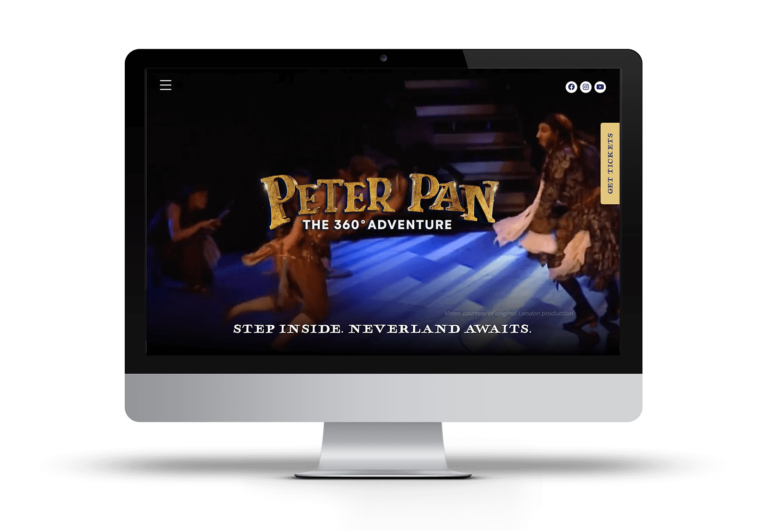 GET TICKETS
PETER PAN
THE 360° ADVENTURE
Video courtesy of original London production
STEP INSIDE. NEVERLAND AWAITS.